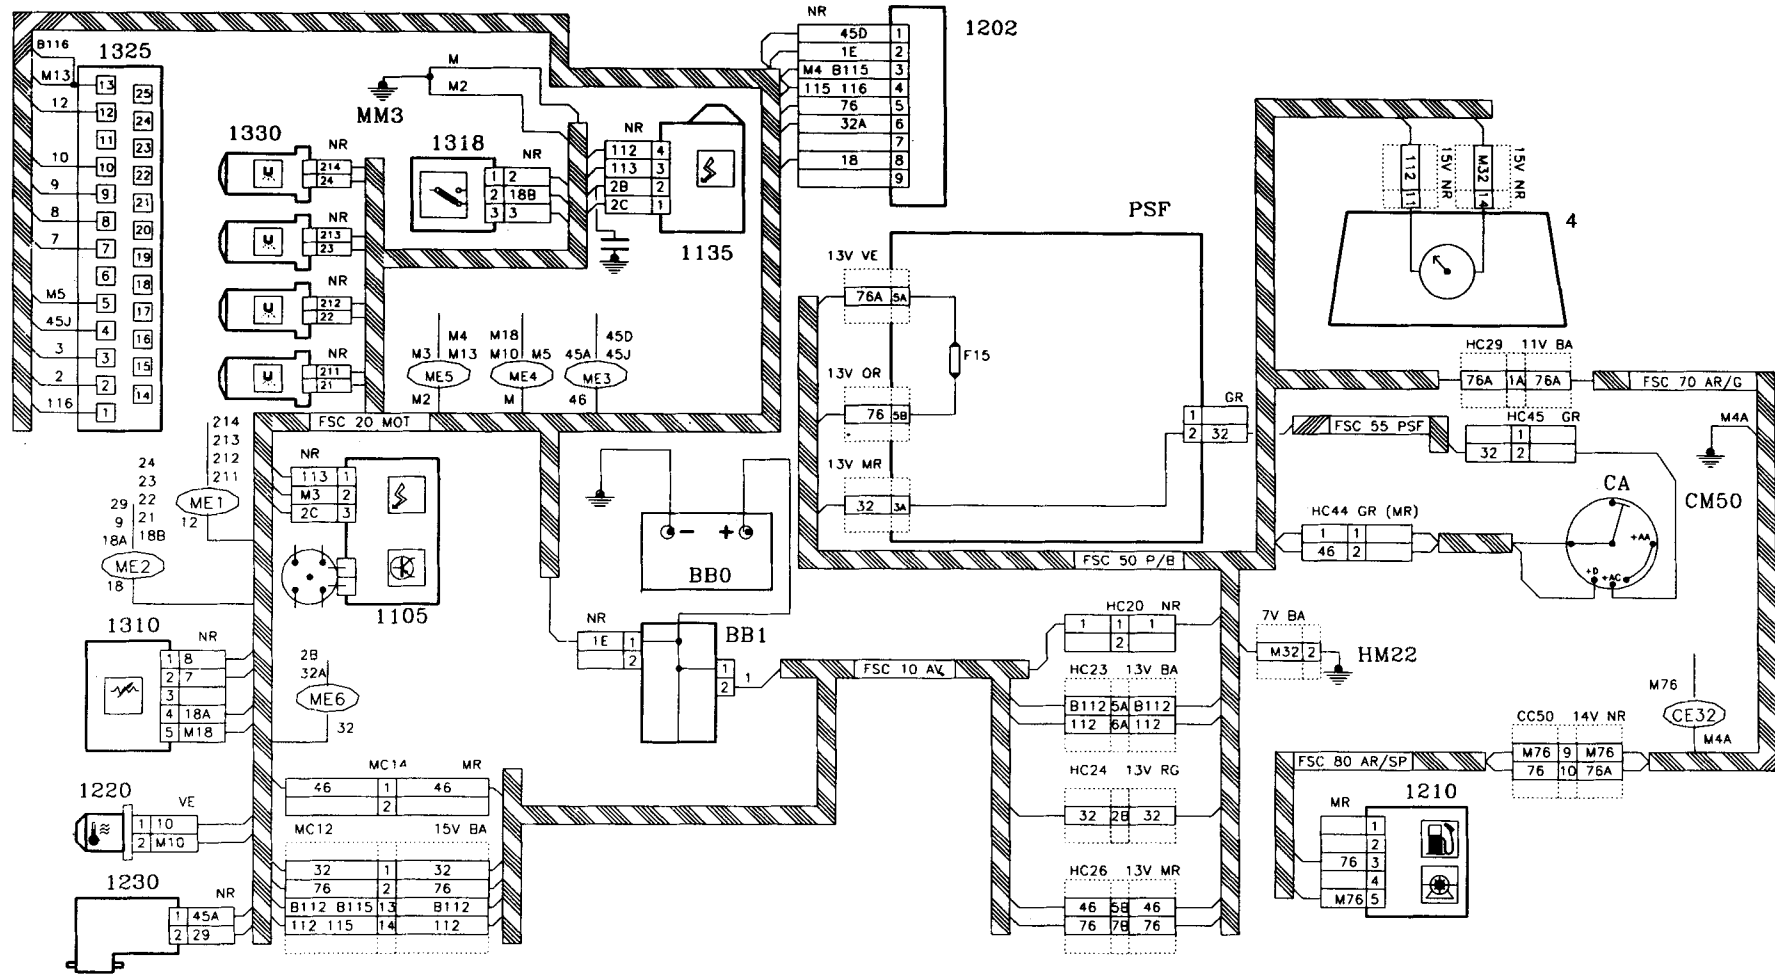 1325
B116
M13
12
10
9
8
7
M5
45J
3
2
116
13
12
11
10
9
8
7
6
5
4
3
2
1
25
24
23
22
21
20
19
18
17
16
15
14
1330
NR
214
24
NR
213
23
NR
212
22
NR
211
21
M
M2
MM3
1318
NR
1 2
2 18B
3 3
NR
112 4
113 3
2B 2
2C 1
1135
NR
45D 1
1E 2
M4 B115 3
115 116 4
76 5
32A 6
7
18 8
9
1202
M4
M3 M13
ME5
M2
M18
M10 M5
ME4
M
45D
45A 45J
ME3
46
FSC 20 MOT
214
213
212
211
ME1
12
24
23
22
29 21
9 18B
18A
ME2
18
NR
113 1
M3 2
2C 3
1105
BB0
- +
NR
1E 1
2
BB1
1
2
1
1310
NR
1 8
2 7
3
4 18A
5 M18
2B
32A
ME6
32
1220
VE
1 10
2 M10
1230
NR
1 45A
2 29
MC14 MR
46 1 46
2
MC12 15V BA
32 1 32
76 2 76
B112 B115 13 B112
112 115 14 112
FSC 10 AV
PSF
13V VE
76A 5A
F15
13V OR
76 5B
13V MR
32 3A
GR
1
2 32
FSC 50 P/B
HC20 NR
1 1 1
2
HC23 13V BA
B112 5A B112
112 6A 112
HC24 13V RG
32 2B 32
HC26 13V MR
46 5B 46
76 7B 76
7V BA
M32 2
HM22
15V NR
112 11
15V NR
M32 14
4
HC29 11V BA
76A 1A 76A
FSC 70 AR/G
FSC 55 PSF
HC45 GR
1
32 2
M4A
CM50
HC44 GR (MR)
1 1
46 2
CA
+AA
+D
+AC
M76
CE32
M4A
CC50 14V NR
M76 9 M76
76 10 76A
FSC 80 AR/SP
1210
MR
1
2
76 3
4
M76 5